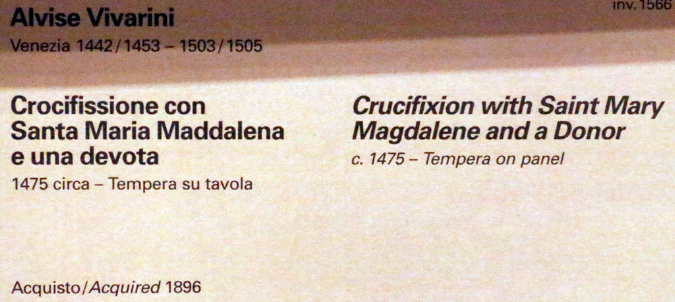 Alvise Vivarini
inv. 1566
Venezia 1442/1453 – 1503/1505
Crocifissione con
Santa Maria Maddalena
e una devota
1475 circa – Tempera su tavola
Crucifixion with Saint Mary
Magdalene and a Donor
c. 1475 – Tempera on panel
Acquisto/Acquired 1896